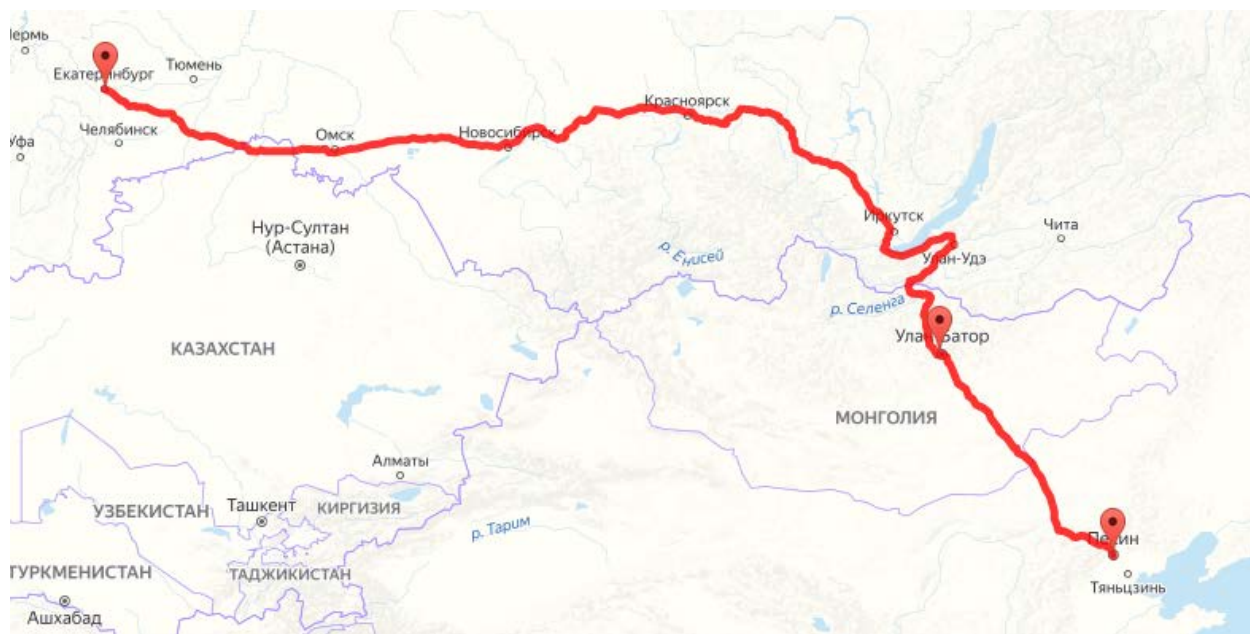 Пермь
Екатеринбург
Тюмень
Челябинск
Уфа
Омск
Новосибирск
Красноярск
Нур-Султан
(Астана)
р. Енисей
Иркутск
Улан-Удэ
Чита
р. Селенга
Улан-Батор
КАЗАХСТАН
МОНГОЛИЯ
Алматы
Ташкент
УЗБЕКИСТАН
КИРГИЗИЯ
р. Тарим
Пекин
ТУРКМЕНИСТАН
ТАДЖИКИСТАН
Тяньцзинь
Ашхабад